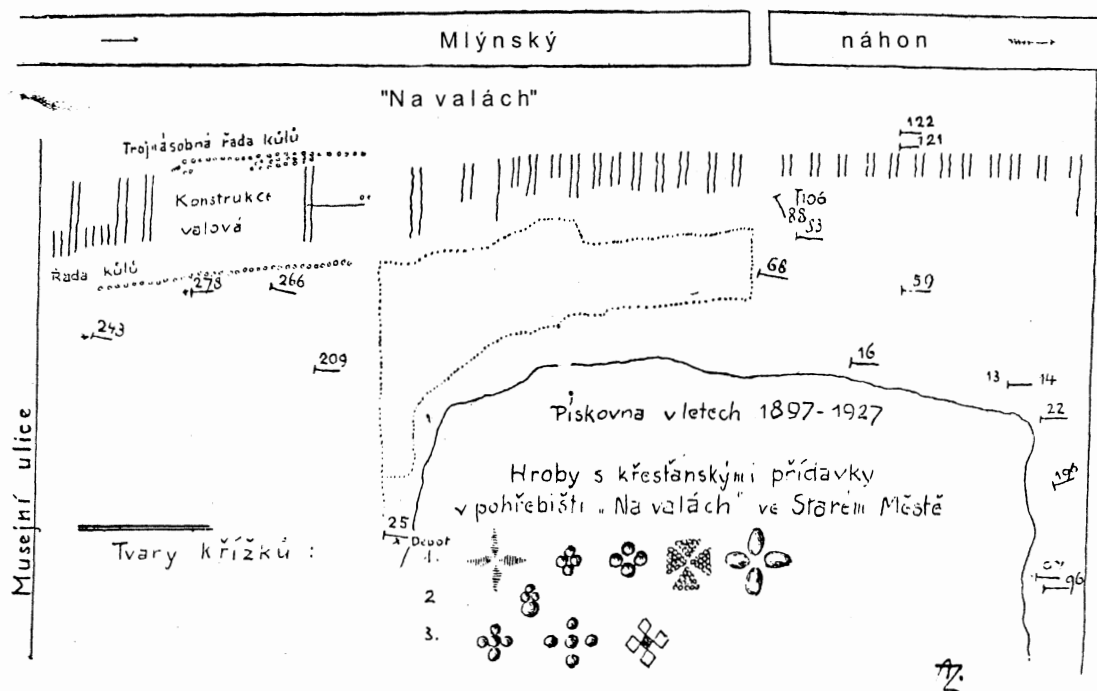 Mlýnský náhon
"Na valách"
122
121
Trojnásobná řada kůlů
Konstrukce
valová
106
88
53
Řada kůlů
278
266
68
59
243
209
16
13 14
22
Pískovna v letech 1897-1927
Hroby s křesťanskými přídavky
v pohřebišti „Na valách" ve Starém Městě
25
Depot
Tvary křížků :
1.
2
3.
96
Musejní ulice